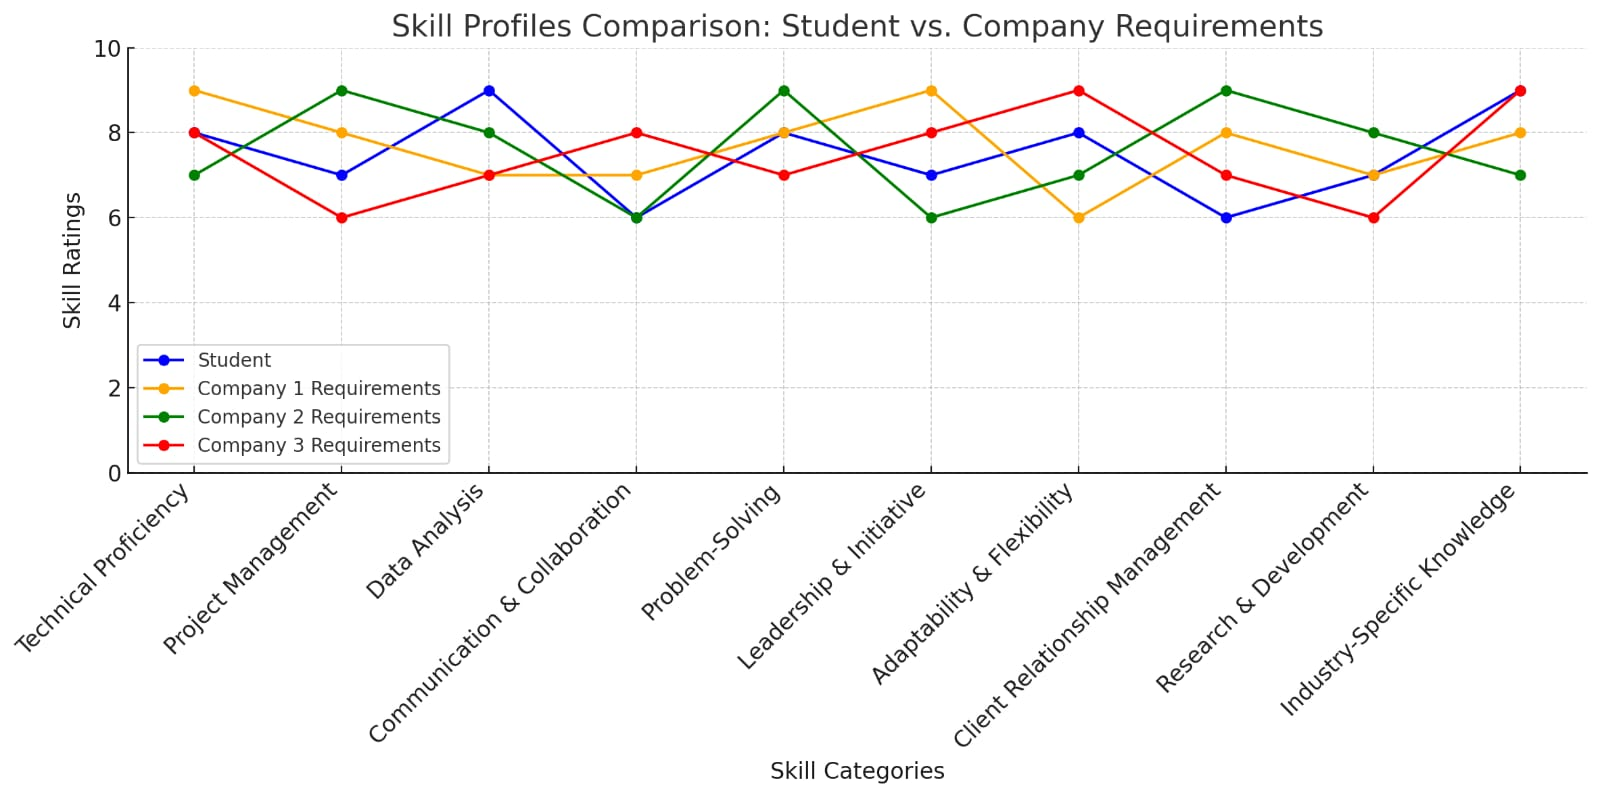 Skill Profiles Comparison: Student vs. Company Requirements
10
8
6
4
2
0
Skill Ratings
Student
Company 1 Requirements
Company 2 Requirements
Company 3 Requirements
Technical Proficiency
Project Management
Data Analysis
Communication & Collaboration
Problem-Solving
Leadership & Initiative
Adaptability & Flexibility
Client Relationship Management
Research & Development
Industry-Specific Knowledge
Skill Categories